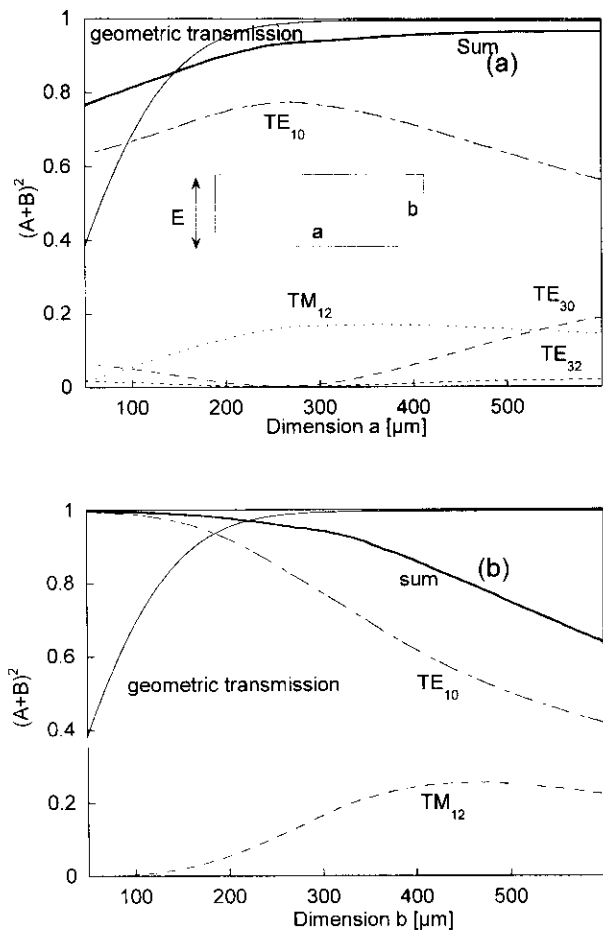 1
geometric transmission
Sum
(a)
0.8
TE10
(A+B)²
0.6
E
b
a
0.4
TM12
TE30
0.2
TE32
0
100 200 300 400 500
Dimension a [µm]
1
0.8
sum
(b)
(A+B)²
0.6
geometric transmission
TE10
0.4
0.2
TM12
0
100 200 300 400 500
Dimension b [µm]